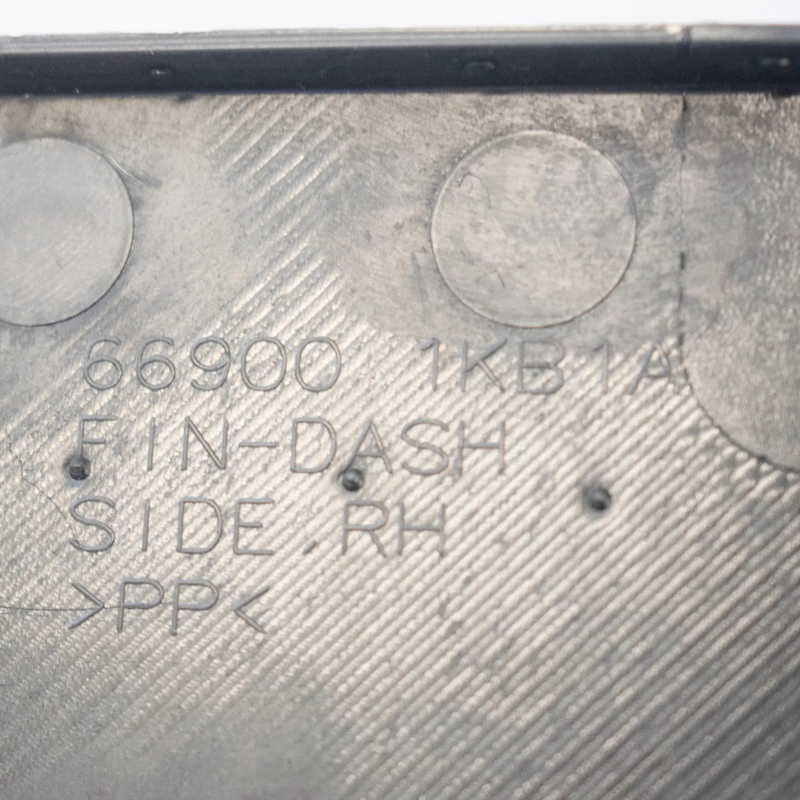 66900 1KB1A
FIN-DASH
SIDE,RH
>PP<